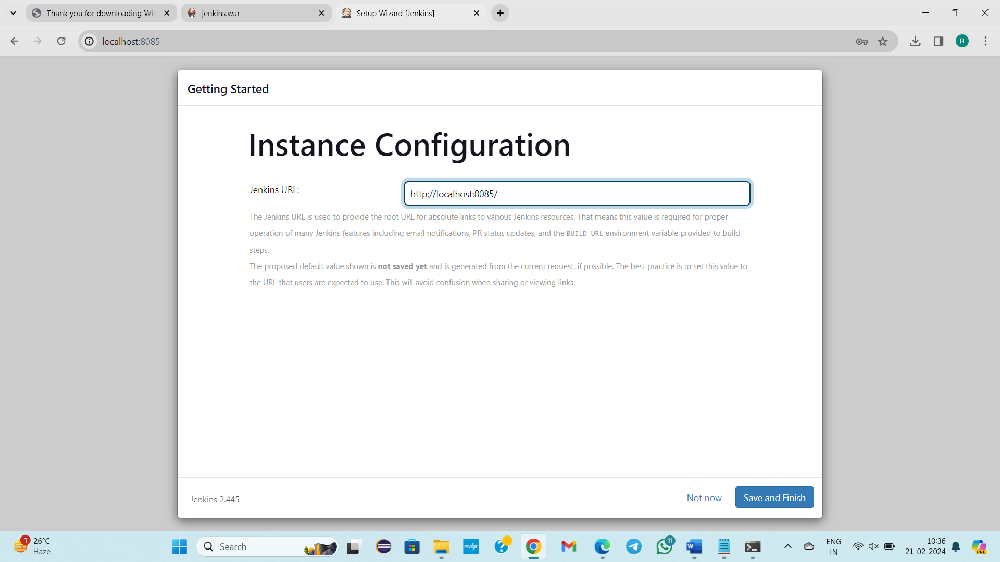 Thank you for downloading Wir
jenkins.war
Setup Wizard [Jenkins]
localhost:8085
R
Getting Started
Instance Configuration
Jenkins URL:
http://localhost:8085/
The Jenkins URL is used to provide the root URL for absolute links to various Jenkins resources. That means this value is required for proper
operation of many Jenkins features including email notifications, PR status updates, and the BUILD_URL environment variable provided to build
steps.
The proposed default value shown is not saved yet and is generated from the current request, if possible. The best practice is to set this value to
the URL that users are expected to use. This will avoid confusion when sharing or viewing links.
Jenkins 2.445
Not now
Save and Finish
1
26°C
Haze
Search
myhp
11
W
ENG
IN
10:36
21-02-2024
PRE